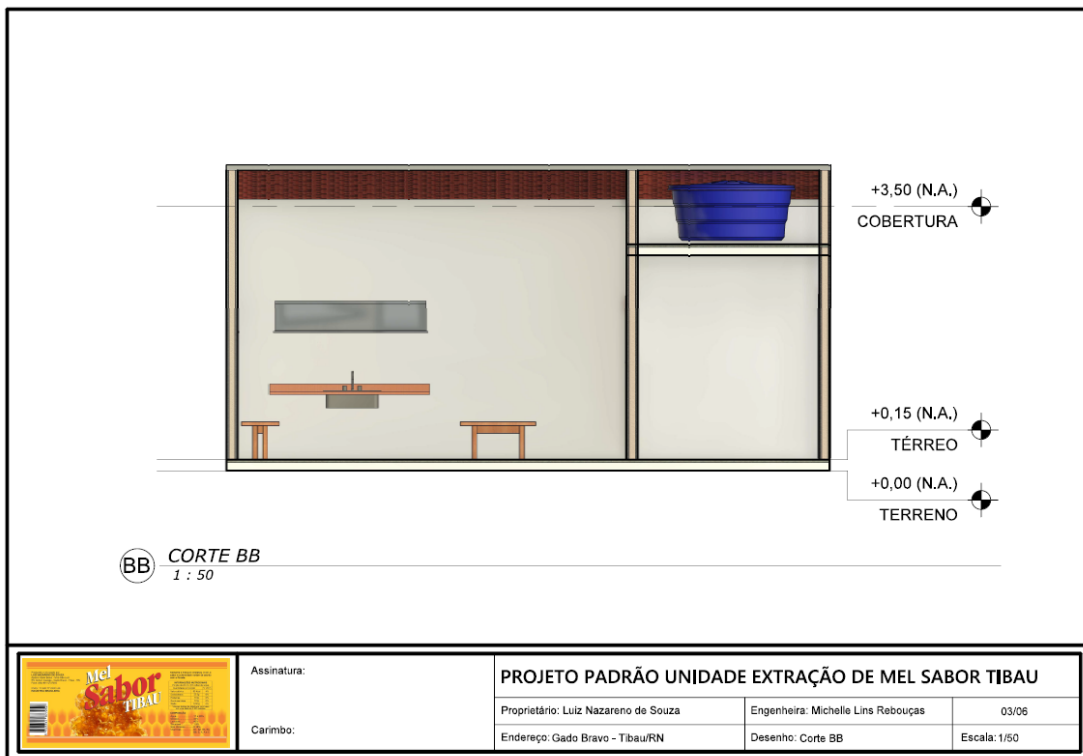 +3,50 (N.A.)
COBERTURA
+0,15 (N.A.)
TÉRREO
+0,00 (N.A.)
TERRENO
BB
CORTE BB
1 : 50
Mel
Sabor
TIBAU
Assinatura:
Carimbo:
PROJETO PADRÃO UNIDADE EXTRAÇÃO DE MEL SABOR TIBAU
Proprietário: Luiz Nazareno de Souza
Engenheira: Michelle Lins Rebouças
03/06
Endereço: Gado Bravo - Tibau/RN
Desenho: Corte BB
Escala: 1/50